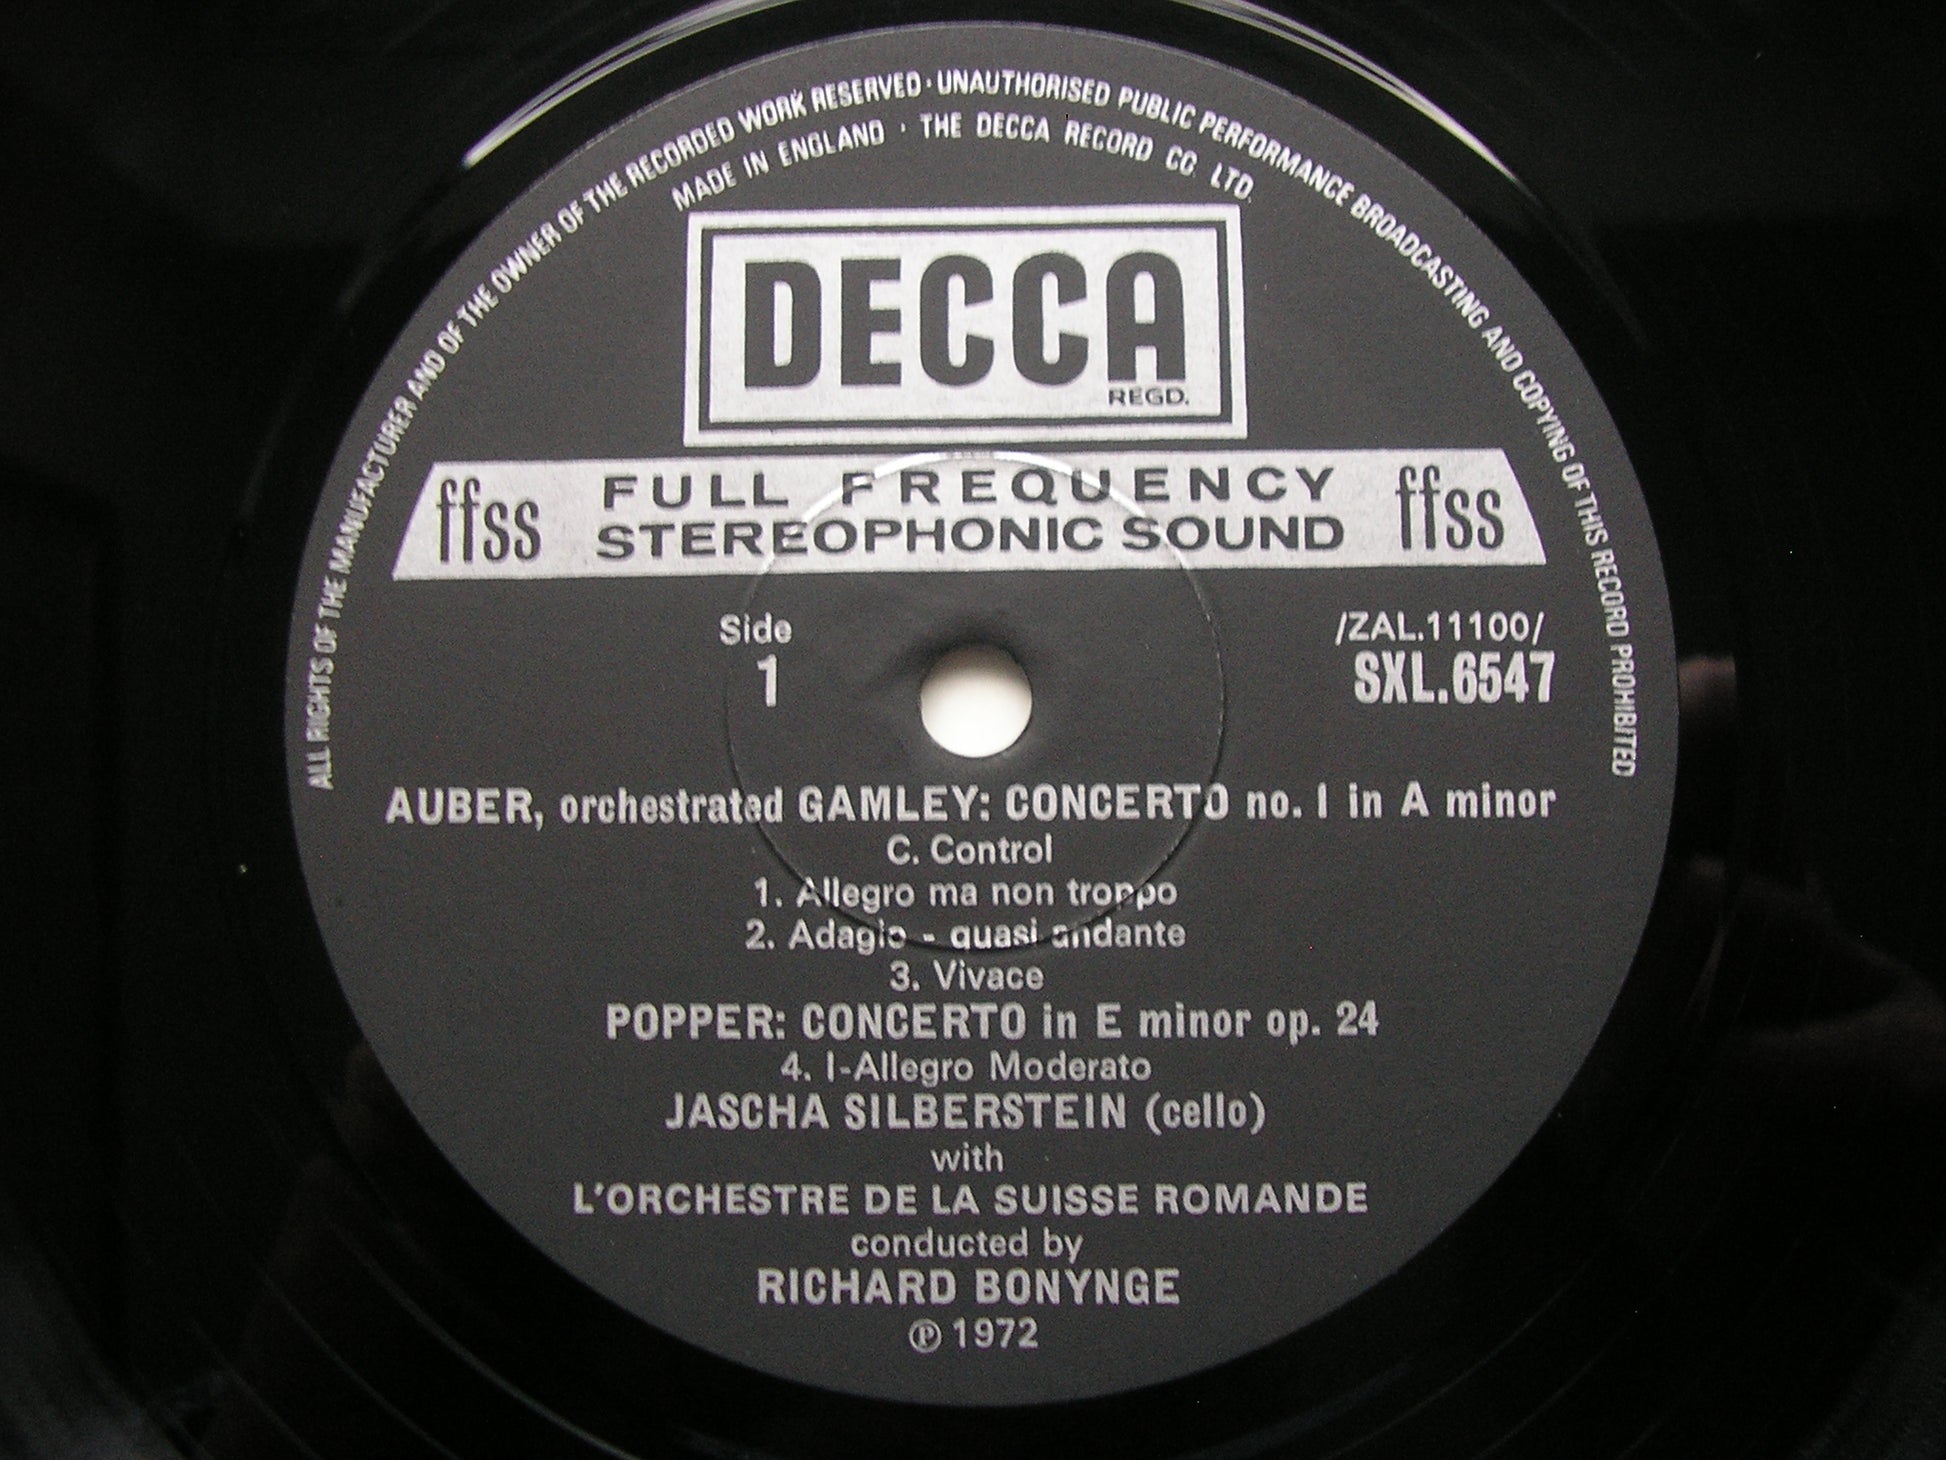 ALL RIGHTS OF THE MANUFACTURER AND OF THE OWNER OF THE RECORDED WORK RESERVED · UNAUTHORISED PUBLIC PERFORMANCE BROADCASTING AND COPYING OF THIS RECORD PROHIBITED
MADE IN ENGLAND · THE DECCA RECORD CO. LTD.
DECCA
REGD.
ffss FULL FREQUENCY ffss
STEREOPHONIC SOUND
Side /ZAL.11100/
1 SXL.6547
AUBER, orchestrated GAMLEY: CONCERTO no. 1 in A minor
C. Control
1. Allegro ma non troppo
2. Adagio - quasi andante
3. Vivace
POPPER: CONCERTO in E minor op. 24
4. I-Allegro Moderato
JASCHA SILBERSTEIN (cello)
with
L'ORCHESTRE DE LA SUISSE ROMANDE
conducted by
RICHARD BONYNGE
℗ 1972